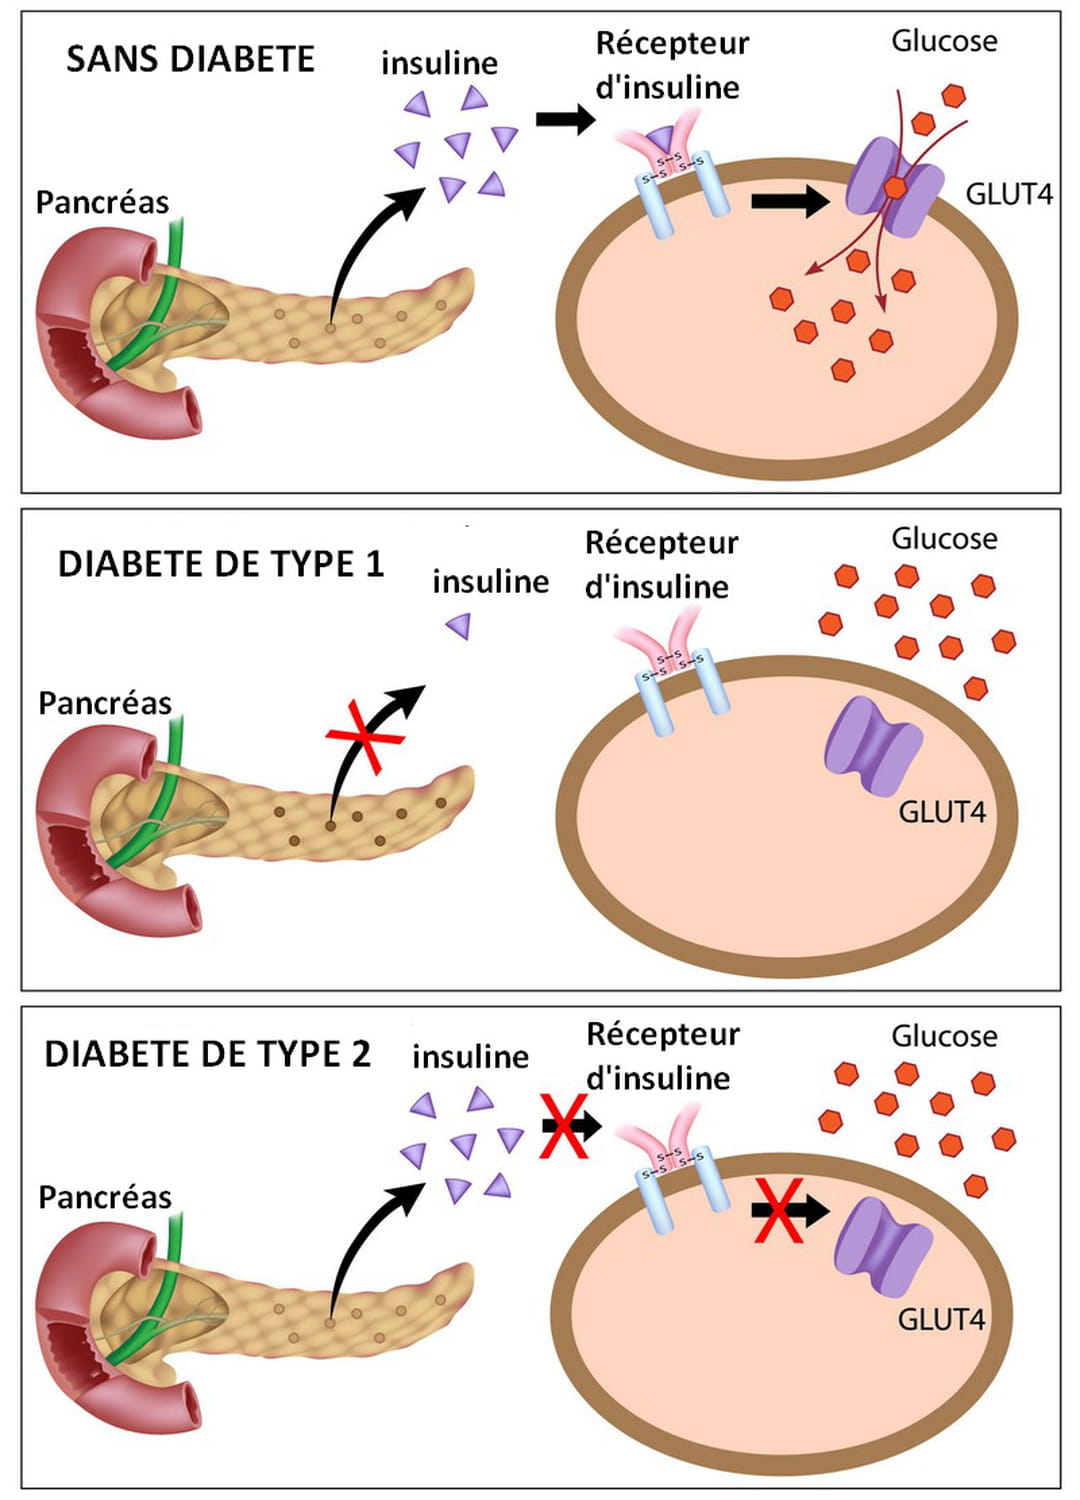 SANS DIABETE
insuline
Récepteur
d'insuline
Glucose
Pancréas
S-S
S-S
S-S
GLUT4
DIABETE DE TYPE 1
insuline
Récepteur
d'insuline
Glucose
Pancréas
S-S
S-S
S-S
GLUT4
DIABETE DE TYPE 2
insuline
Récepteur
d'insuline
Glucose
Pancréas
S-S
S-S
S-S
GLUT4